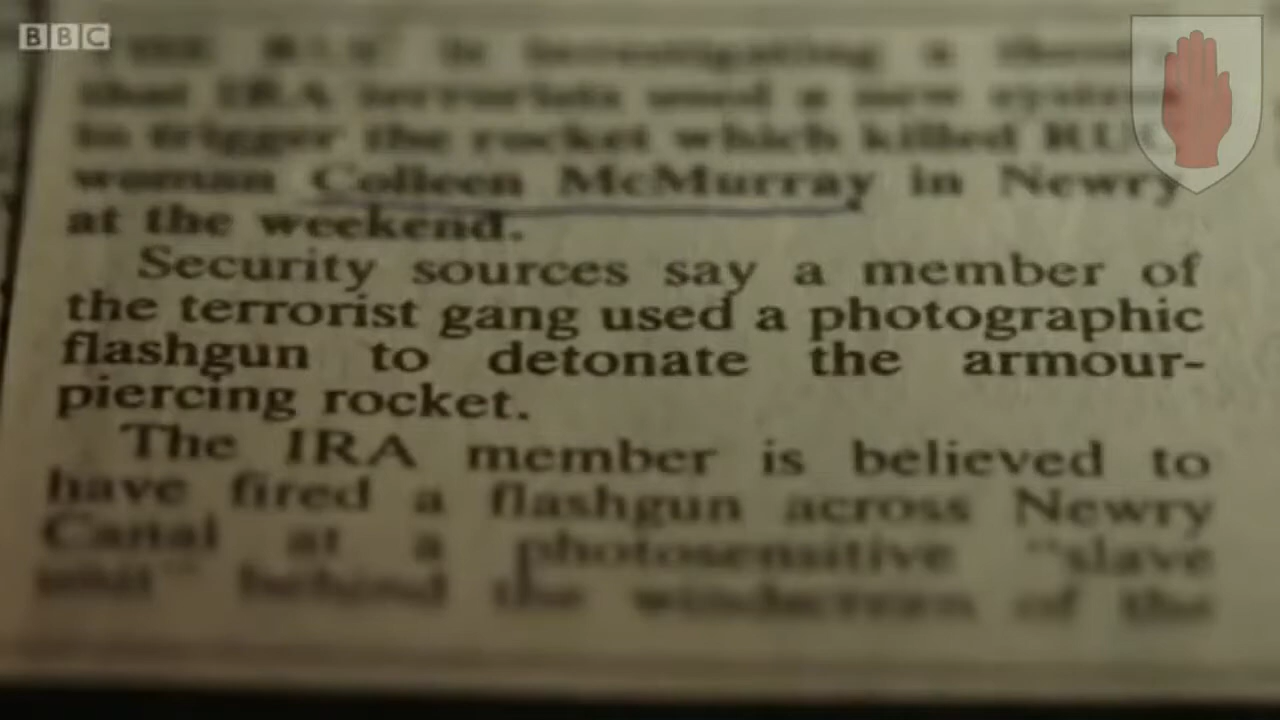 BBC
THE RUC is investigating a theory
that IRA terrorists used a new system
to trigger the rocket which killed RUC
woman Colleen McMurray in Newry
at the weekend.
Security sources say a member of
the terrorist gang used a photographic
flashgun to detonate the armour-
piercing rocket.
The IRA member is believed to
have fired a flashgun across Newry
Canal at a photosensitive "slave
unit" behind the windscreen of the